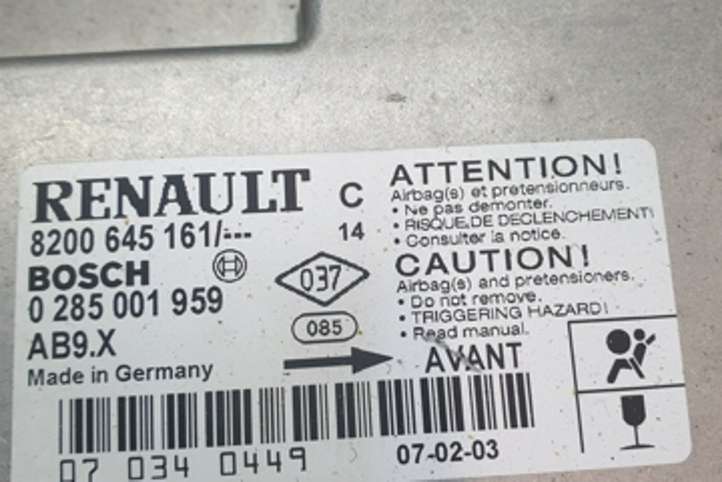 RENAULT
C
8200 645 161/---
14
BOSCH
0 285 001 959
037
085
AB9.X
Made in Germany
ATTENTION!
Airbag(s) et pretensionneurs.
• Ne pas demonter.
• RISQUE DE DECLENCHEMENT!
• Consulter la notice.
CAUTION!
Airbag(s) and pretensioners.
• Do not remove.
• TRIGGERING HAZARD!
• Read manual.
AVANT
07 034 0449
07-02-03